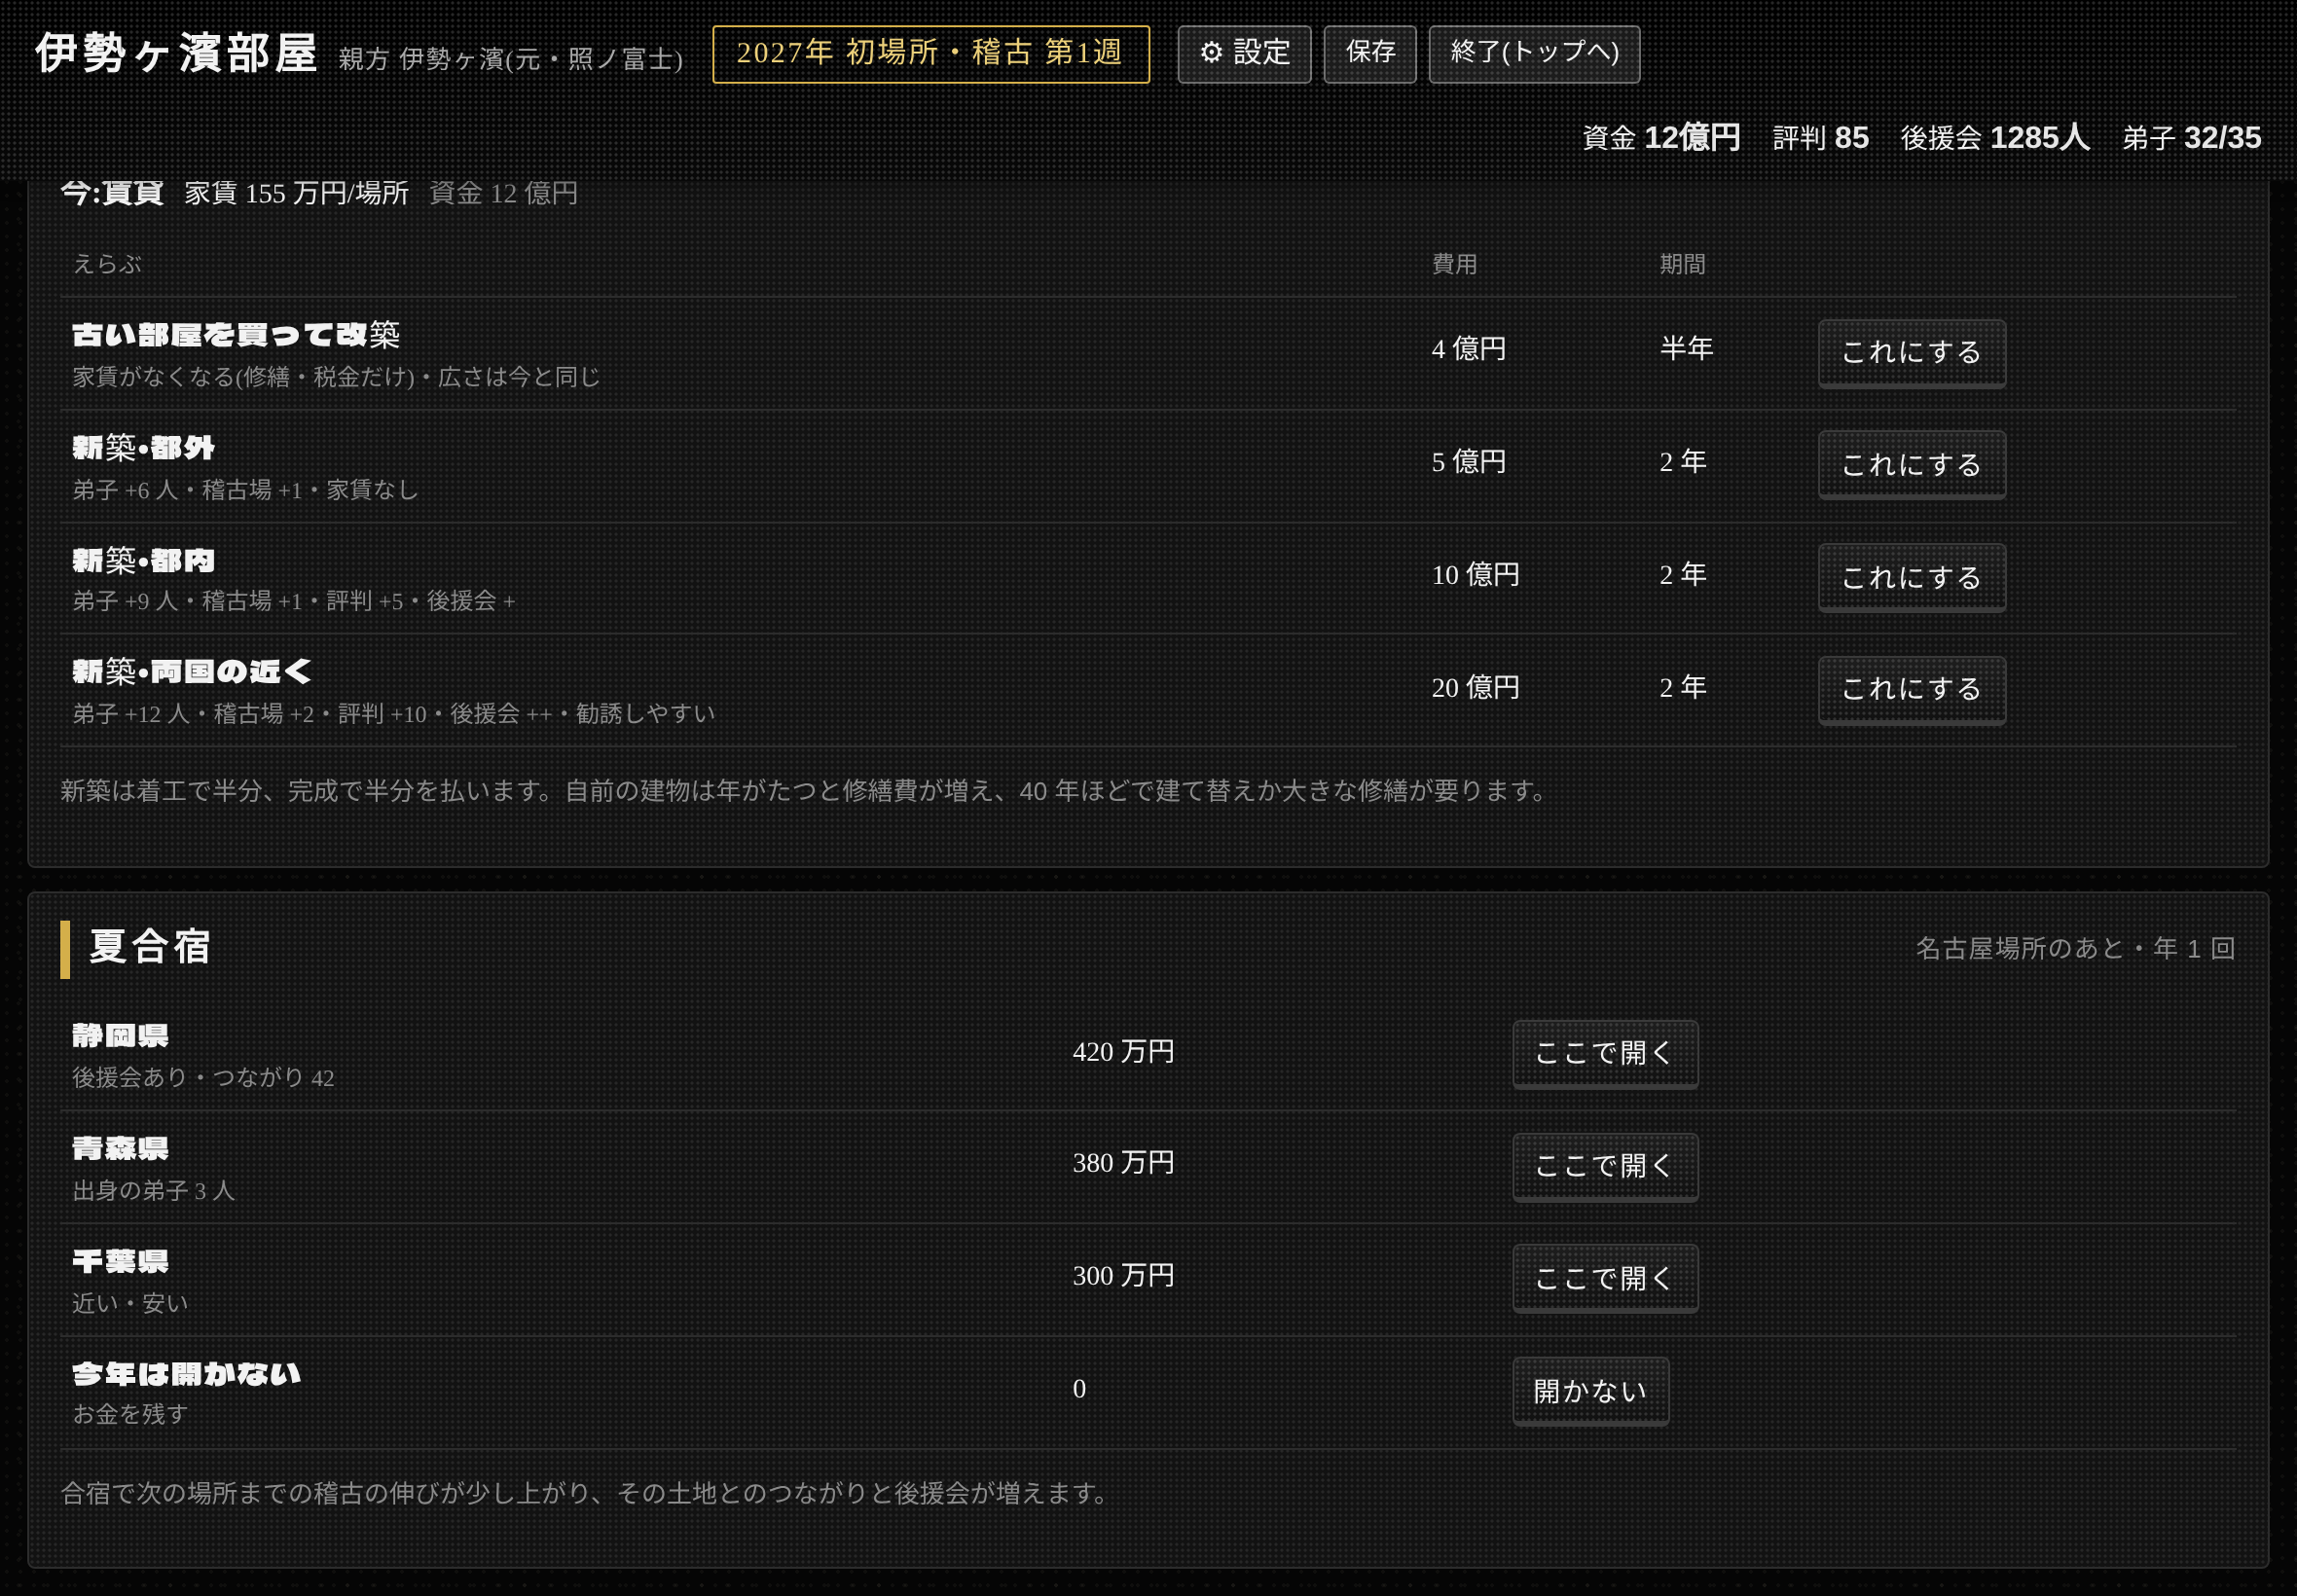 伊勢ヶ濱部屋 親方 伊勢ヶ濱(元・照ノ富士) 2027年 初場所・稽古 第1週 ⚙ 設定 保存 終了(トップへ)
資金 12億円 評判 85 後援会 1285人 弟子 32/35
今:賃貸 家賃 155 万円/場所 資金 12 億円
えらぶ 費用 期間
古い部屋を買って改築
家賃がなくなる(修繕・税金だけ)・広さは今と同じ
4 億円 半年 これにする
新築・都外
弟子 +6 人・稽古場 +1・家賃なし
5 億円 2 年 これにする
新築・都内
弟子 +9 人・稽古場 +1・評判 +5・後援会 +
10 億円 2 年 これにする
新築・両国の近く
弟子 +12 人・稽古場 +2・評判 +10・後援会 ++・勧誘しやすい
20 億円 2 年 これにする
新築は着工で半分、完成で半分を払います。自前の建物は年がたつと修繕費が増え、40 年ほどで建て替えか大きな修繕が要ります。
夏合宿 名古屋場所のあと・年 1 回
静岡県
後援会あり・つながり 42
420 万円 ここで開く
青森県
出身の弟子 3 人
380 万円 ここで開く
千葉県
近い・安い
300 万円 ここで開く
今年は開かない
お金を残す
0 開かない
合宿で次の場所までの稽古の伸びが少し上がり、その土地とのつながりと後援会が増えます。